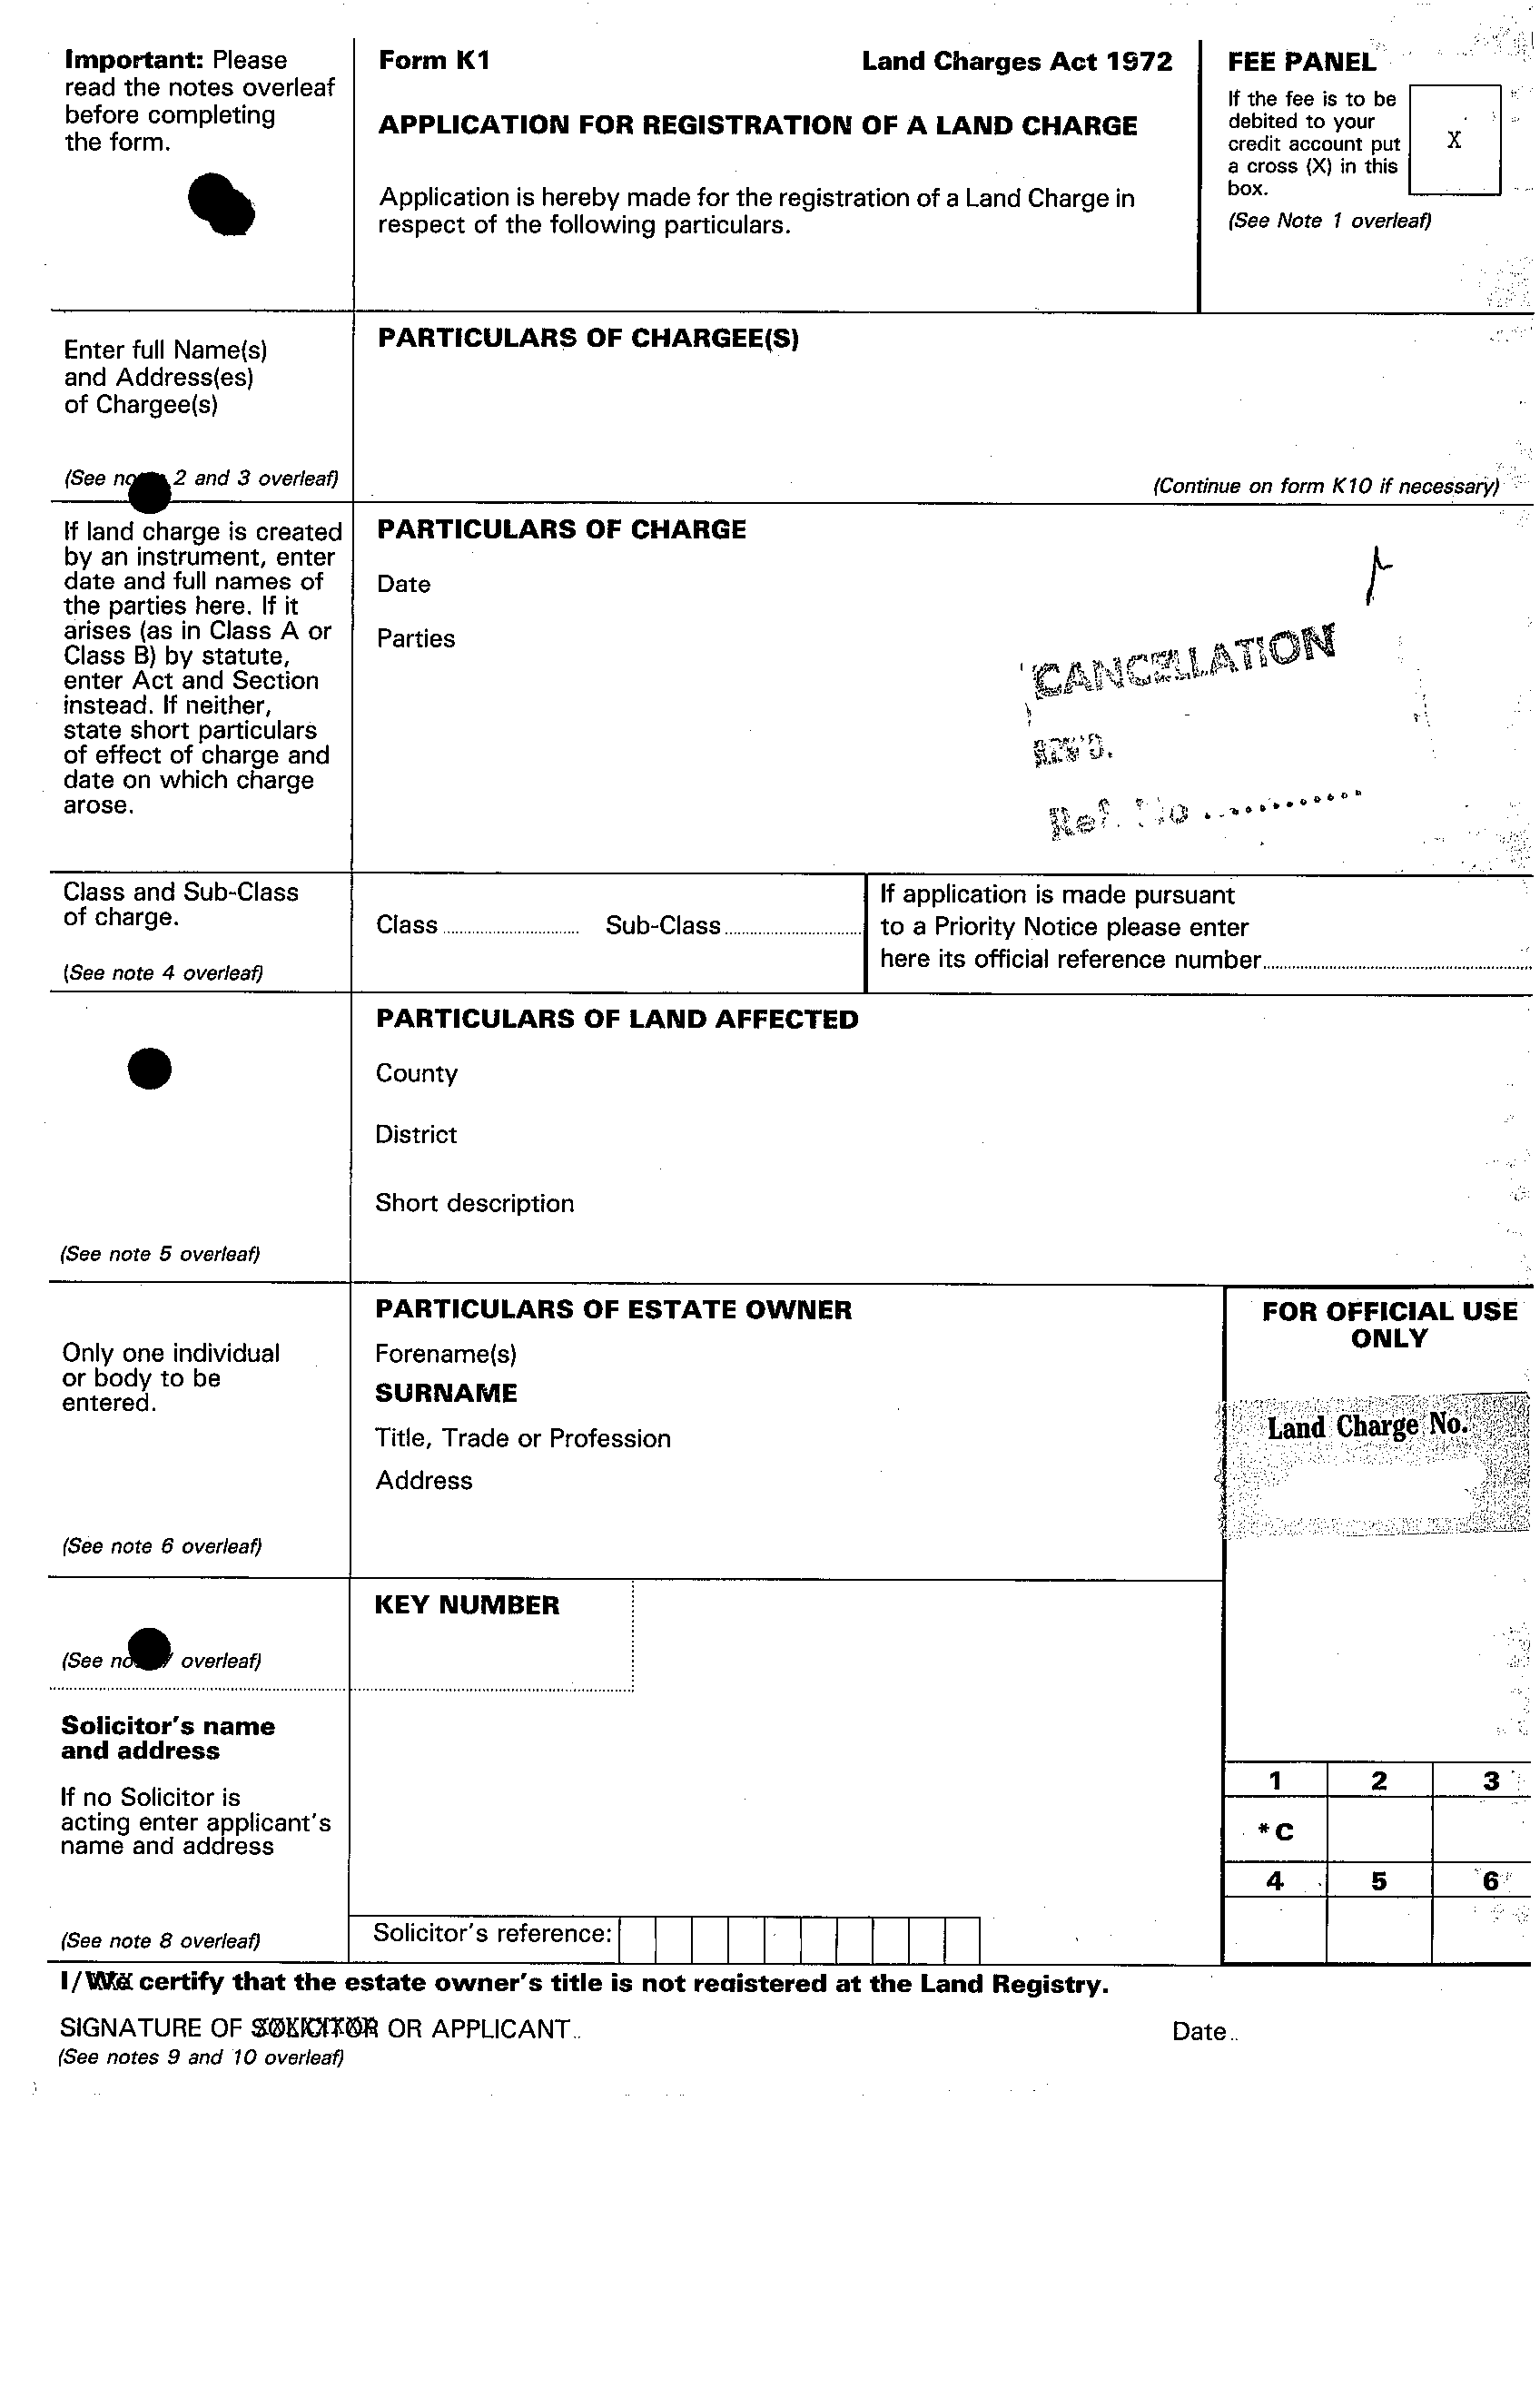 Important: Please
read the notes overleaf
before completing
the form.
Form K1
Land Charges Act 1972
APPLICATION FOR REGISTRATION OF A LAND CHARGE
Application is hereby made for the registration of a Land Charge in
respect of the following particulars.
FEE PANEL
If the fee is to be
debited to your
credit account put
a cross (X) in this
box.
X
(See Note 1 overleaf)
Enter full Name(s)
and Address(es)
of Chargee(s)
(See 2 and 3 overleaf)
PARTICULARS OF CHARGEE(S)
(Continue on form K10 if necessary)
If land charge is created
by an instrument, enter
date and full names of
the parties here. If it
arises (as in Class A or
Class B) by statute,
enter Act and Section
instead. If neither,
state short particulars
of effect of charge and
date on which charge
arose.
PARTICULARS OF CHARGE
Date
Parties
CANCELLATION
Ref. No ...........
Class and Sub-Class
of charge.
(See note 4 overleaf)
Class
Sub-Class
If application is made pursuant
to a Priority Notice please enter
here its official reference number
PARTICULARS OF LAND AFFECTED
County
District
Short description
(See note 5 overleaf)
Only one individual
or body to be
entered.
(See note 6 overleaf)
PARTICULARS OF ESTATE OWNER
Forename(s)
SURNAME
Title, Trade or Profession
Address
FOR OFFICIAL USE
ONLY
Land Charge No.
KEY NUMBER
(See overleaf)
Solicitor's name
and address
If no Solicitor is
acting enter applicant's
name and address
(See note 8 overleaf)
Solicitor's reference:
1 2 3
*C
4 5 6
I/We certify that the estate owner's title is not registered at the Land Registry.
SIGNATURE OF SOLICITOR OR APPLICANT..
Date..
(See notes 9 and 10 overleaf)